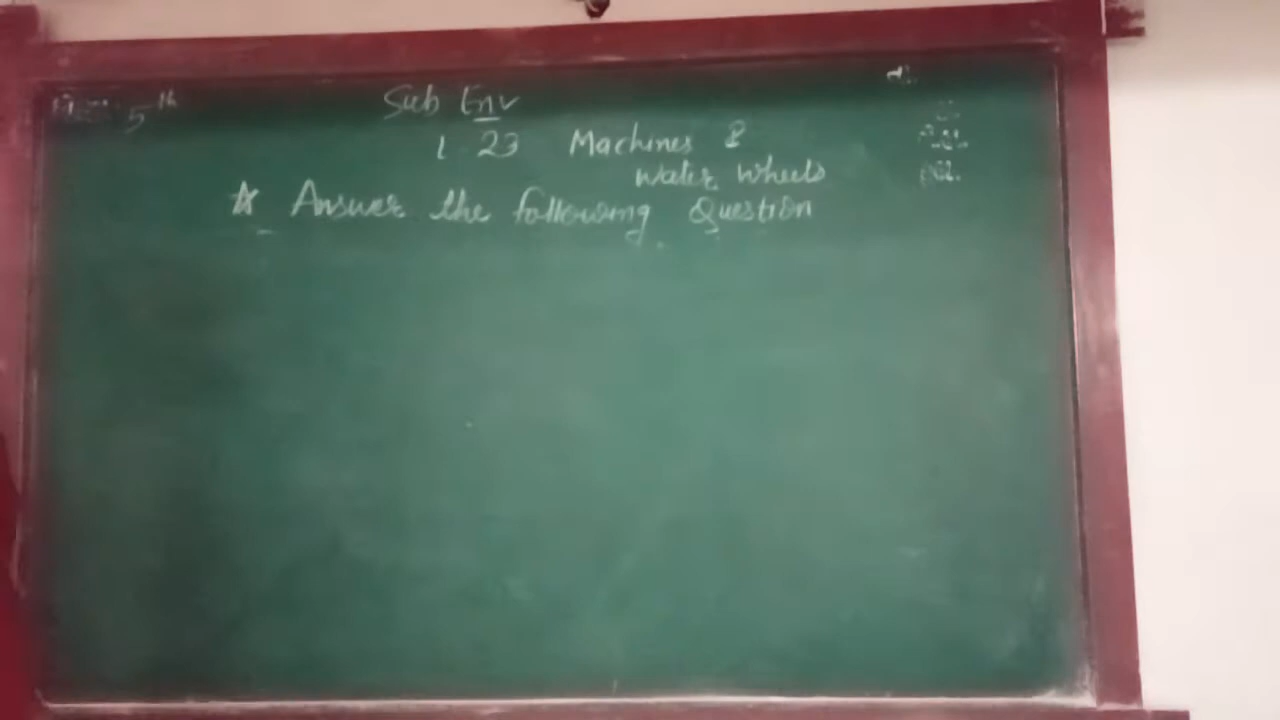 5th
Sub Env
L 23 Machines &
Water Wheels
☆ Answer the following Question